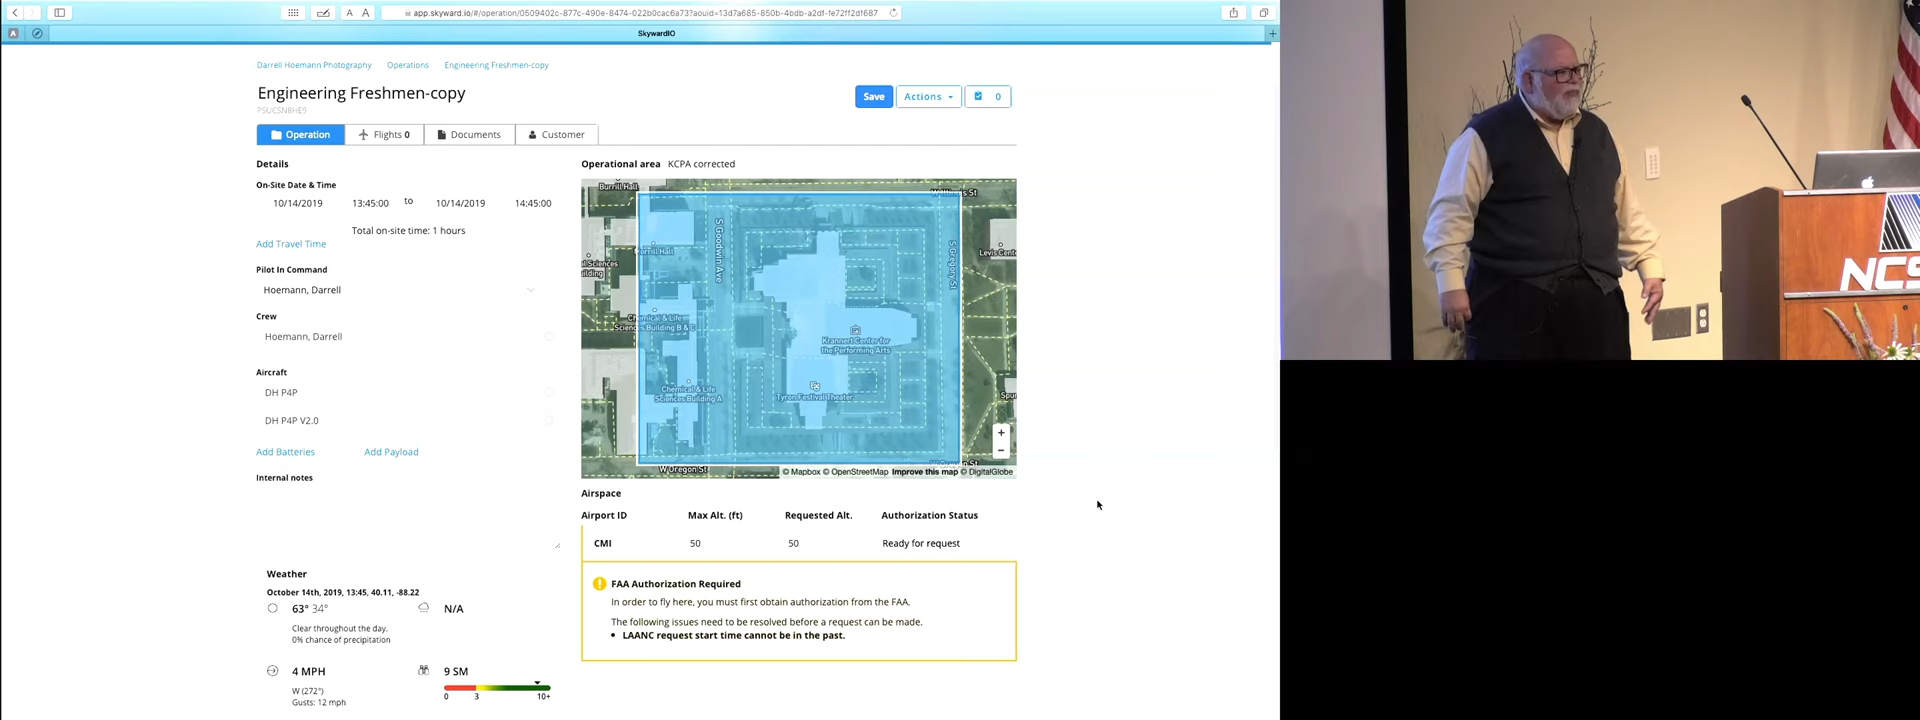 app.skyward.io/#/operation/0509402c-877c-490e-8474-022b0cac6a73?aouid=13d7a685-850b-4bdb-a2df-fe72ff2df687
SkywardIO
Darrell Hoemann Photography Operations Engineering Freshmen-copy
Engineering Freshmen-copy
Save Actions 0
Operation Flights 0 Documents Customer
Details
On-Site Date & Time
10/14/2019 13:45:00 to 10/14/2019 14:45:00
Total on-site time: 1 hours
Add Travel Time
Pilot In Command
Hoemann, Darrell
Crew
Hoemann, Darrell
Aircraft
DH P4P
DH P4P V2.0
Add Batteries Add Payload
Internal notes
Weather
October 14th, 2019, 13:45, 40.11, -88.22
63° 34° N/A
Clear throughout the day.
0% chance of precipitation
4 MPH 9 SM
W (272°)
Gusts: 12 mph
0 3 10+
Operational area KCPA corrected
Burrill Hall
S Goodwin Ave
Morrill Hall
S Gregory St
Levis Cent
al Sciences
uilding
Chemical & Life
Sciences Building B & C
Krannert Center for
the Performing Arts
Chemical & Life
Sciences Building A
Tyron Festival Theater
Spu
W Oregon St
+
−
© Mapbox © OpenStreetMap Improve this map © DigitalGlobe
Airspace
Airport ID Max Alt. (ft) Requested Alt. Authorization Status
CMI 50 50 Ready for request
FAA Authorization Required
In order to fly here, you must first obtain authorization from the FAA.
The following issues need to be resolved before a request can be made.
• LAANC request start time cannot be in the past.
NCS